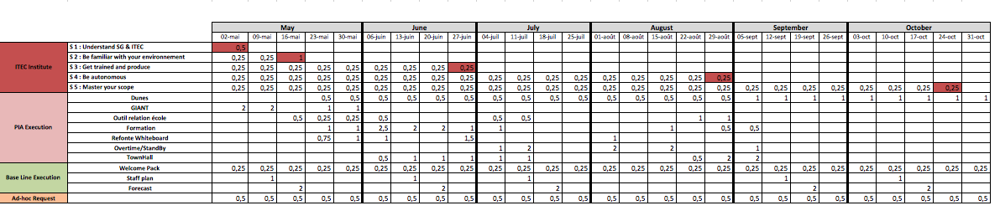 May June July August September October
02-mai 09-mai 16-mai 23-mai 30-mai 06-juin 13-juin 20-juin 27-juin 04-juil 11-juil 18-juil 25-juil 01-août 08-août 15-août 22-août 29-août 05-sept 12-sept 19-sept 26-sept 03-oct 10-oct 17-oct 24-oct 31-oct
ITEC Institute
S 1 : Understand SG & ITEC 0,5
S 2 : Be familiar with your environnement 0,25 0,25 1
S 3 : Get trained and produce 0,25 0,25 0,25 0,25 0,25 0,25 0,25 0,25 0,25
S 4 : Be autonomous 0,25 0,25 0,25 0,25 0,25 0,25 0,25 0,25 0,25 0,25 0,25 0,25 0,25 0,25 0,25 0,25 0,25 0,25
S 5 : Master your scope 0,25 0,25 0,25 0,25 0,25 0,25 0,25 0,25 0,25 0,25 0,25 0,25 0,25 0,25 0,25 0,25 0,25 0,25 0,25 0,25 0,25 0,25 0,25 0,25 0,25 0,25
PIA Execution
Dunes 0,5 0,5 0,5 0,5 0,5 0,5 0,5 0,5 0,5 0,5 0,5 0,5 0,5 0,5 0,5 1 1 1 1 1 1 1 1 1
GIANT 2 2 1 1
Outil relation école 0,5 0,25 0,25 0,5 0,5 0,5 1 1
Formation 1 1 2,5 2 2 1 1 1 0,5 0,5
Refonte Whiteboard 0,75 1 1 1,5 1
Overtime/StandBy 1 2 2 2 1
TownHall 0,5 1 1 1 1 1 0,5 2 2
Base Line Execution
Welcome Pack 0,25 0,25 0,25 0,25 0,25 0,25 0,25 0,25 0,25 0,25 0,25 0,25 0,25 0,25 0,25 0,25 0,25 0,25 0,25 0,25 0,25 0,25 0,25 0,25 0,25 0,25 0,25
Staff plan 1 1 1 1 1
Forecast 2 2 2 2 2
Ad-hoc Request 0,5 0,5 0,5 0,5 0,5 0,5 0,5 0,5 0,5 0,5 0,5 0,5 0,5 0,5 0,5 0,5 0,5 0,5 0,5 0,5 0,5 0,5 0,5 0,5 0,5 0,5 0,5